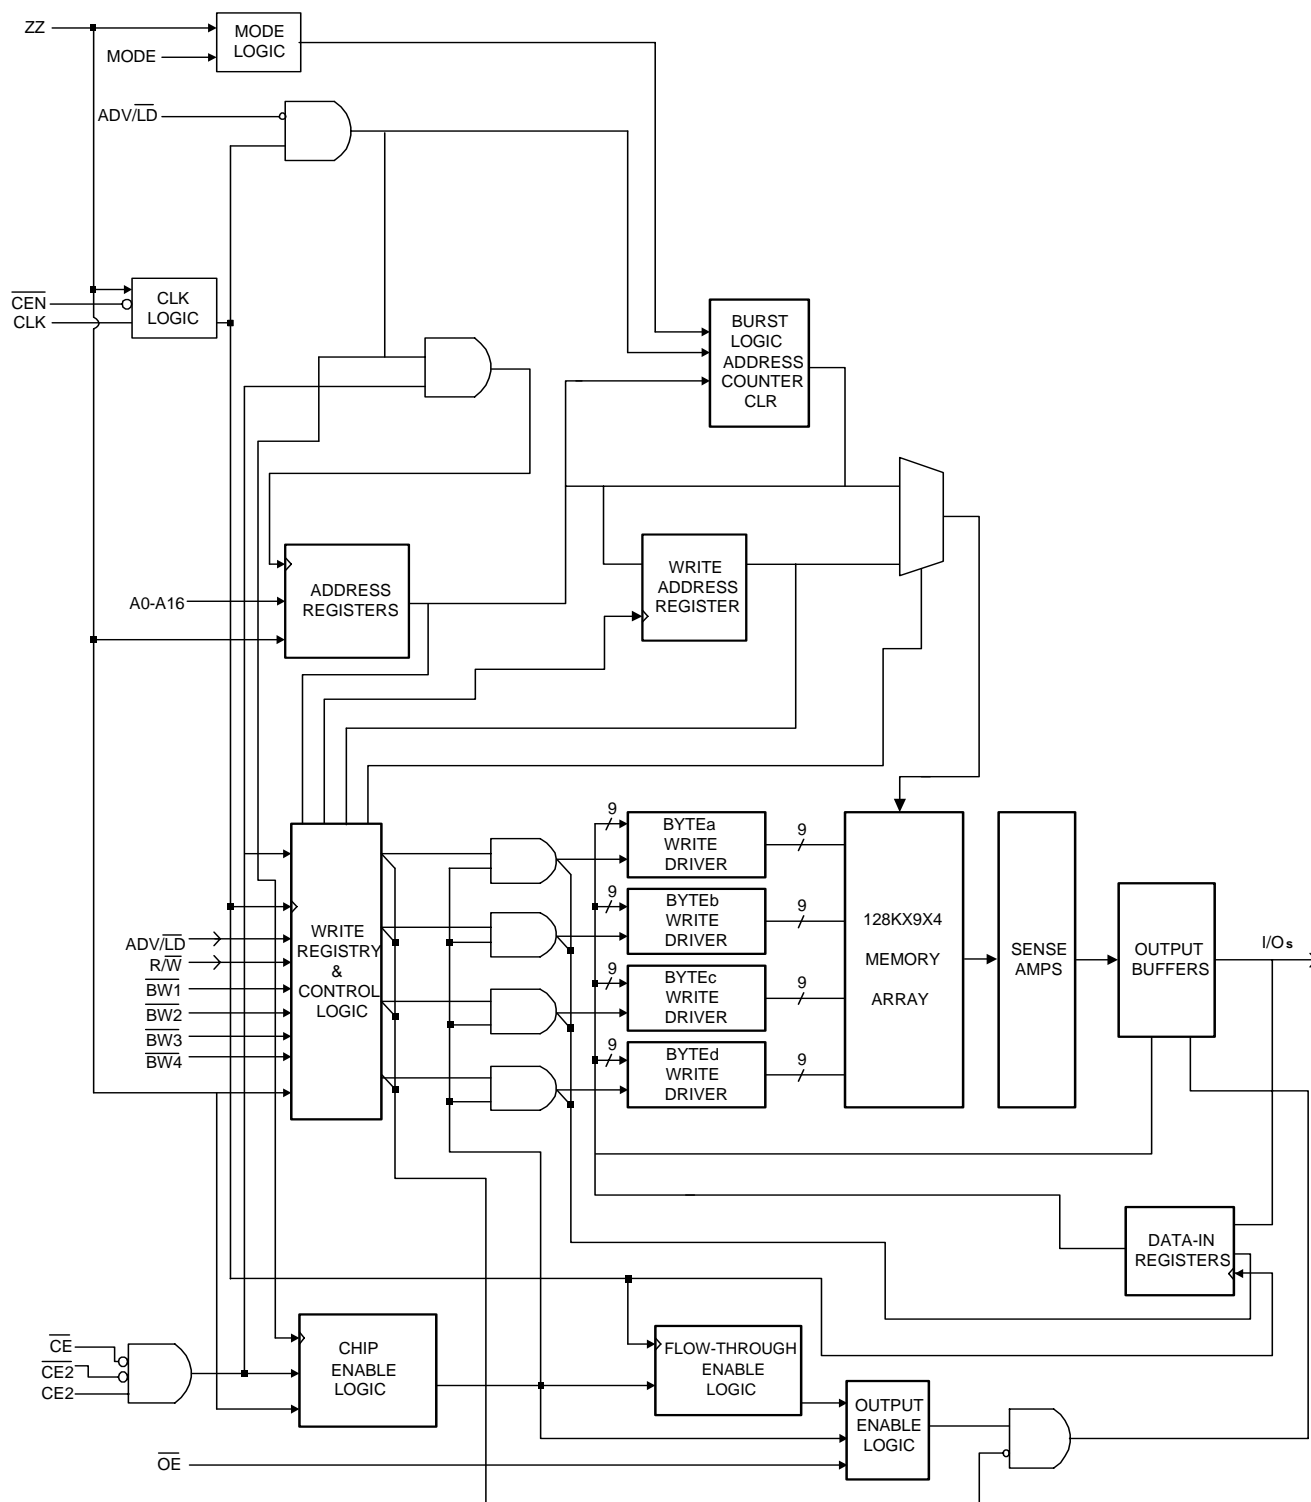 ZZ
MODE
LOGIC
MODE
ADV/LD
CEN
CLK
CLK
LOGIC
BURST
LOGIC
ADDRESS
COUNTER
CLR
A0-A16
ADDRESS
REGISTERS
WRITE
ADDRESS
REGISTER
ADV/LD
R/W
BW1
BW2
BW3
BW4
WRITE
REGISTRY
&
CONTROL
LOGIC
9
BYTEa
WRITE
DRIVER
9
9
BYTEb
WRITE
DRIVER
9
9
BYTEc
WRITE
DRIVER
9
9
BYTEd
WRITE
DRIVER
9
128KX9X4
MEMORY
ARRAY
SENSE
AMPS
OUTPUT
BUFFERS
I/Os
DATA-IN
REGISTERS
CE
CE2
CE2
CHIP
ENABLE
LOGIC
FLOW-THROUGH
ENABLE
LOGIC
OUTPUT
ENABLE
LOGIC
OE